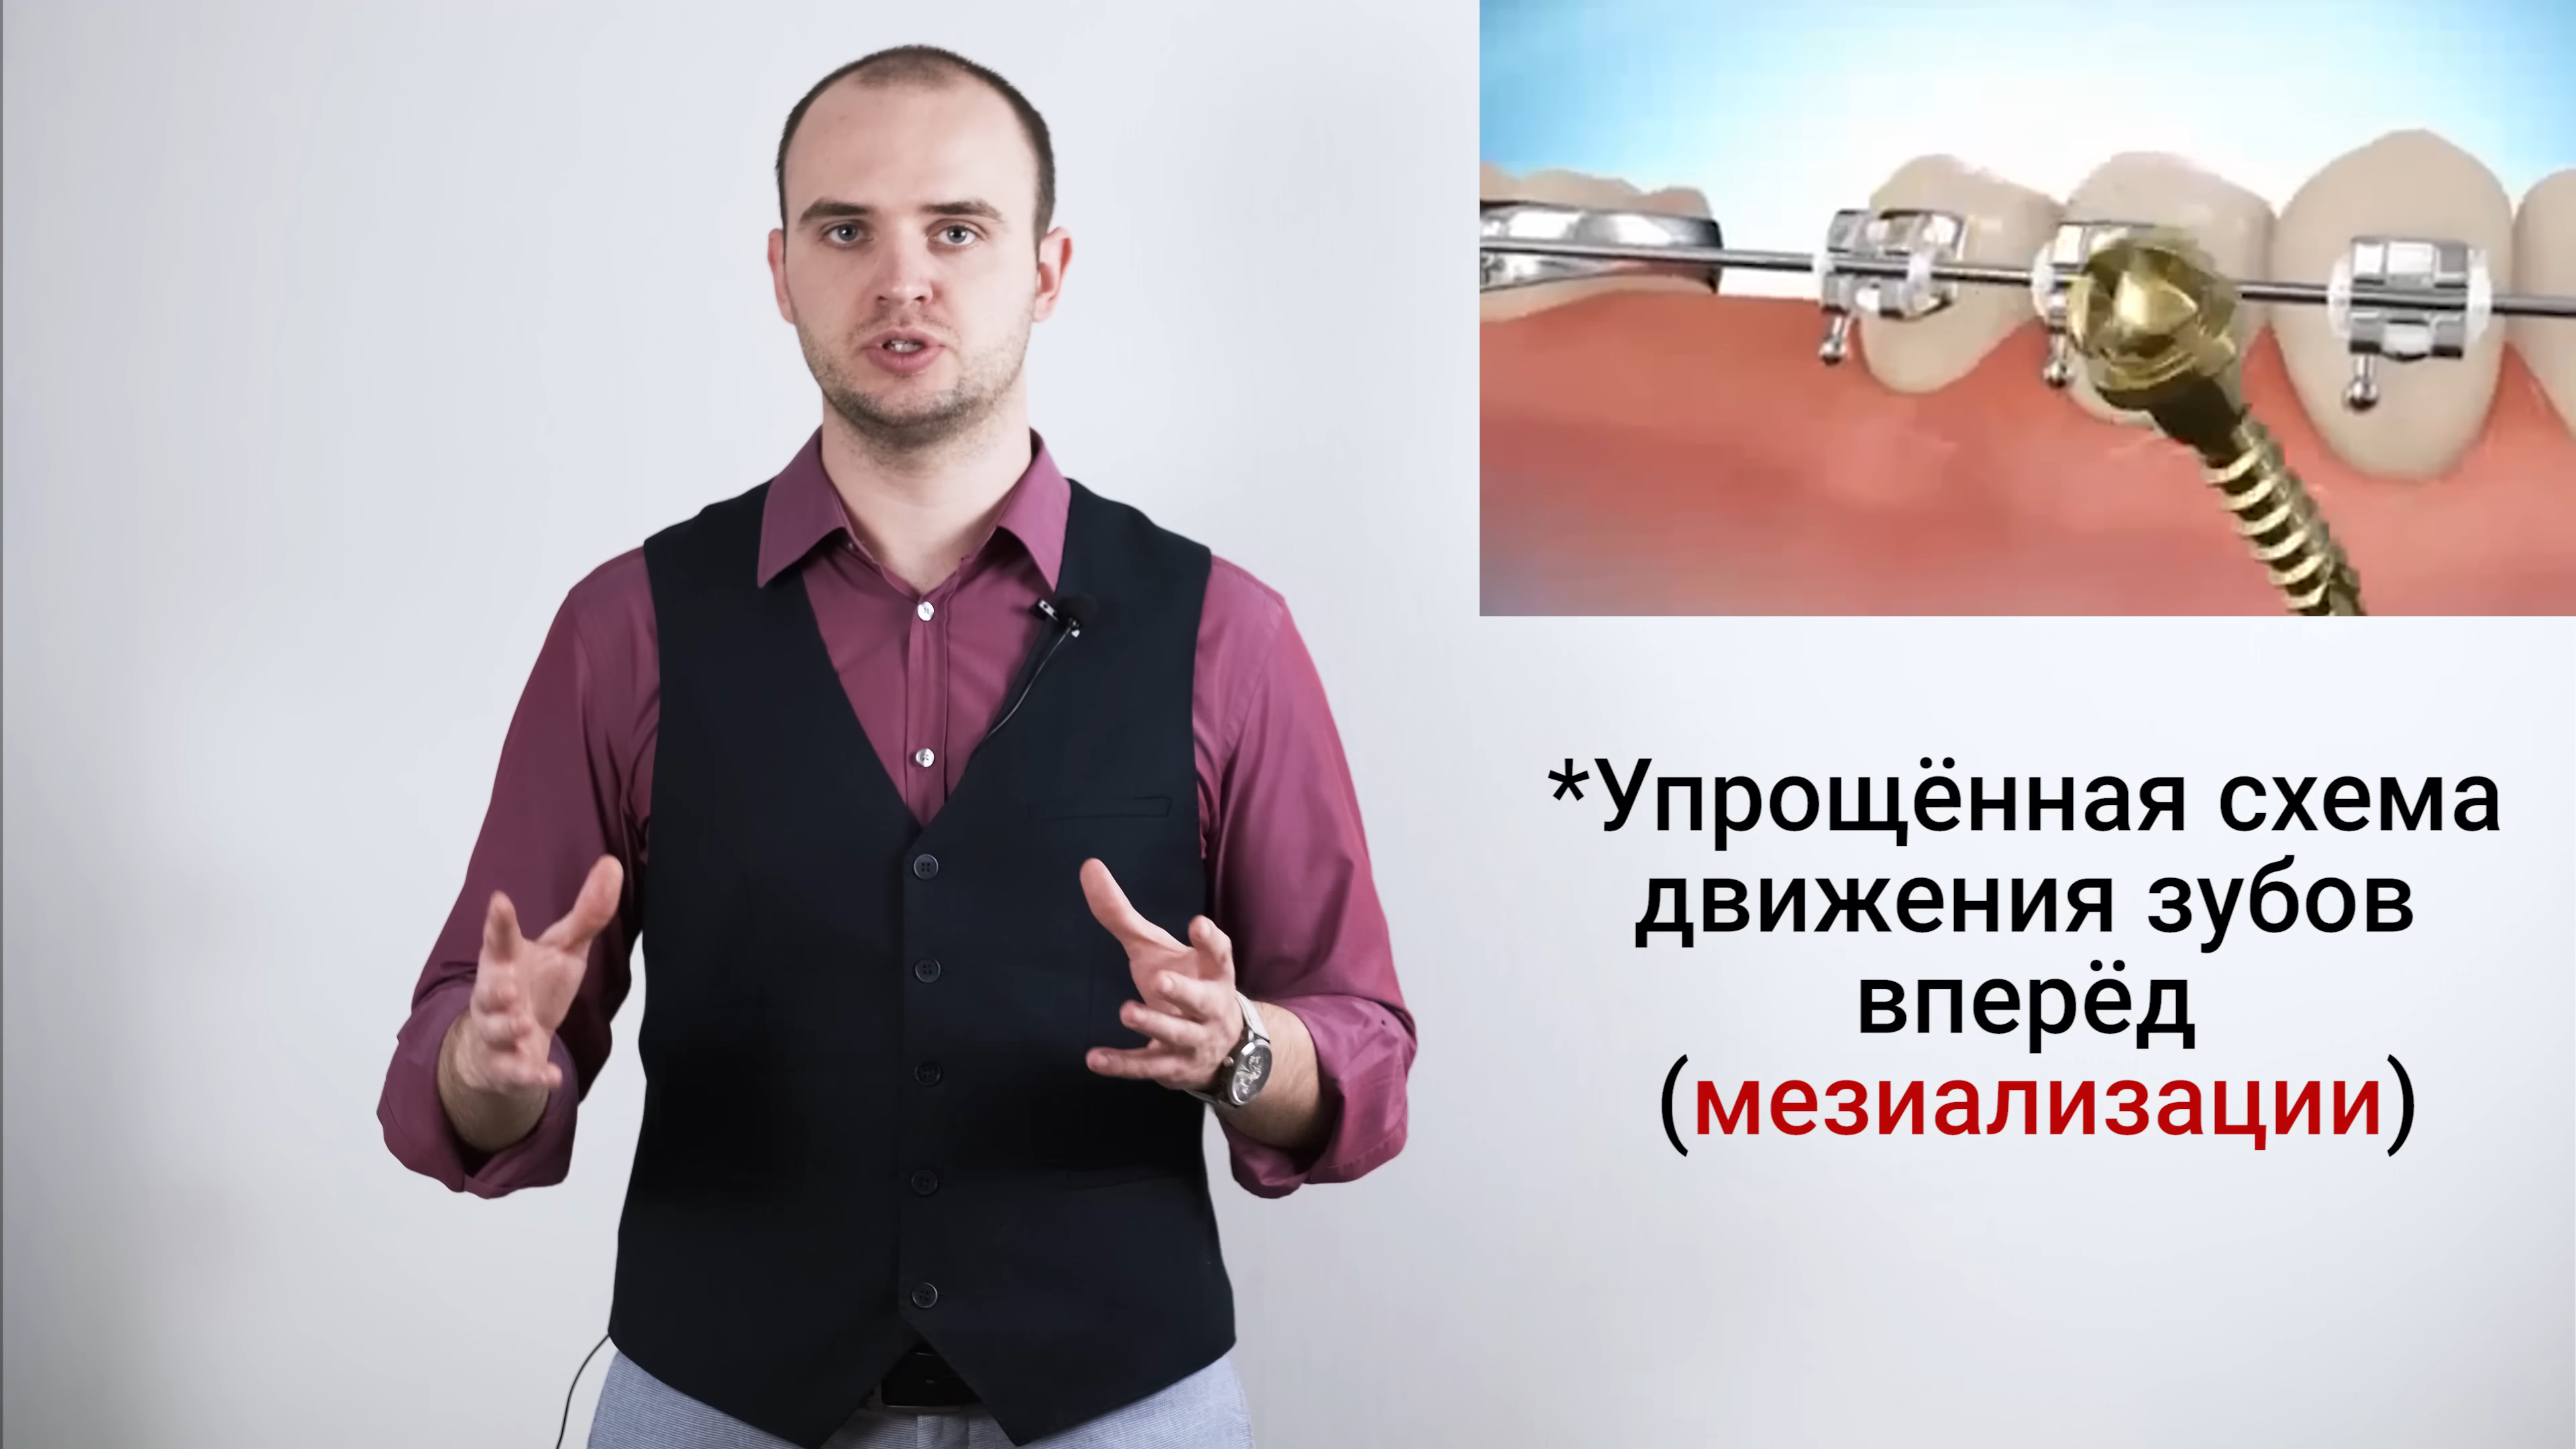 *Упрощённая схема
движения зубов
вперёд
(мезиализации)